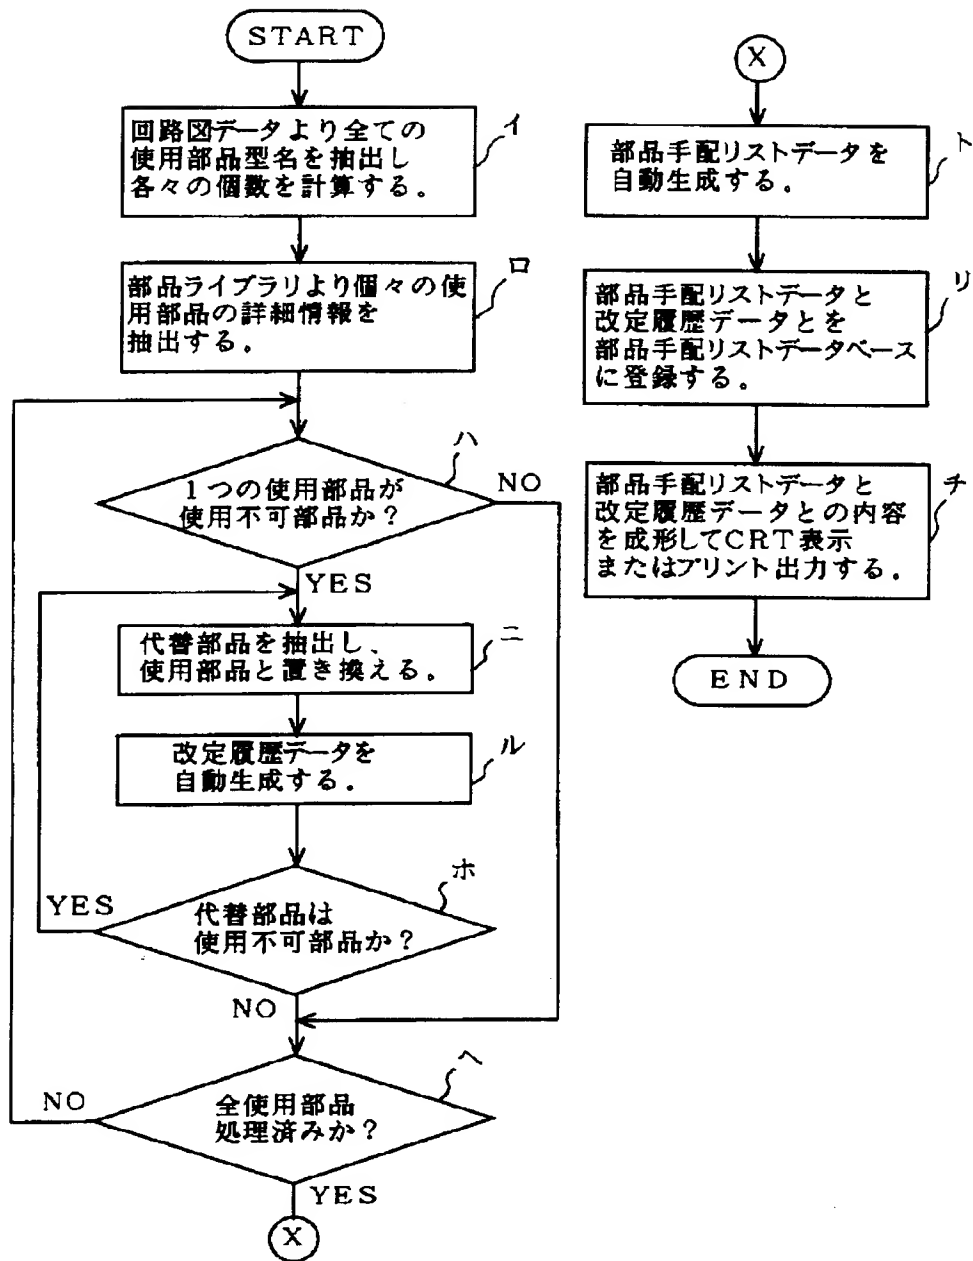 START
回路図データより全ての
使用部品型名を抽出し
各々の個数を計算する。
イ
部品ライブラリより個々の使
用部品の詳細情報を
抽出する。
ロ
1つの使用部品が
使用不可部品か?
ハ
NO
YES
代替部品を抽出し、
使用部品と置き換える。
ニ
改定履歴データを
自動生成する.
ル
代替部品は
使用不可部品か?
ホ
YES
NO
全使用部品
処理済みか?
ヘ
NO
YES
X
X
部品手配リストデータを
自動生成する.
ト
部品手配リストデータと
改定履歴データとを
部品手配リストデータベース
に登録する.
リ
部品手配リストデータと
改定履歴データとの内容
を成形してCRT表示
またはプリント出力する.
チ
END